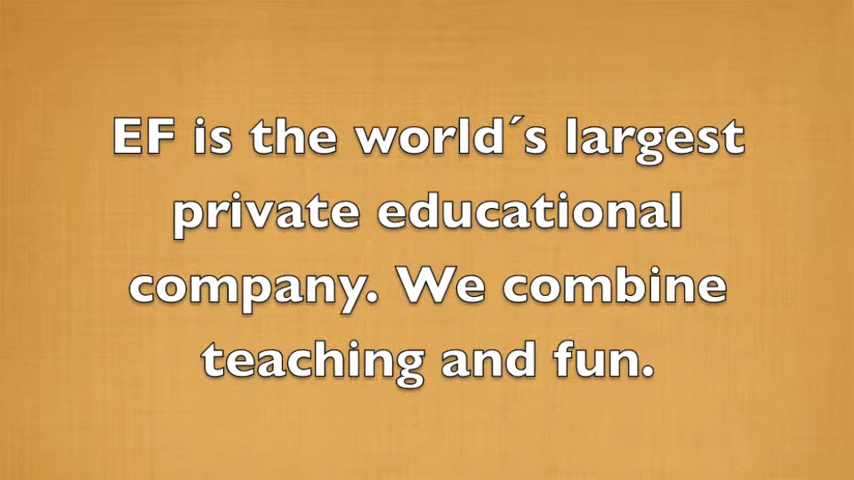 EF is the world´s largest
private educational
company. We combine
teaching and fun.